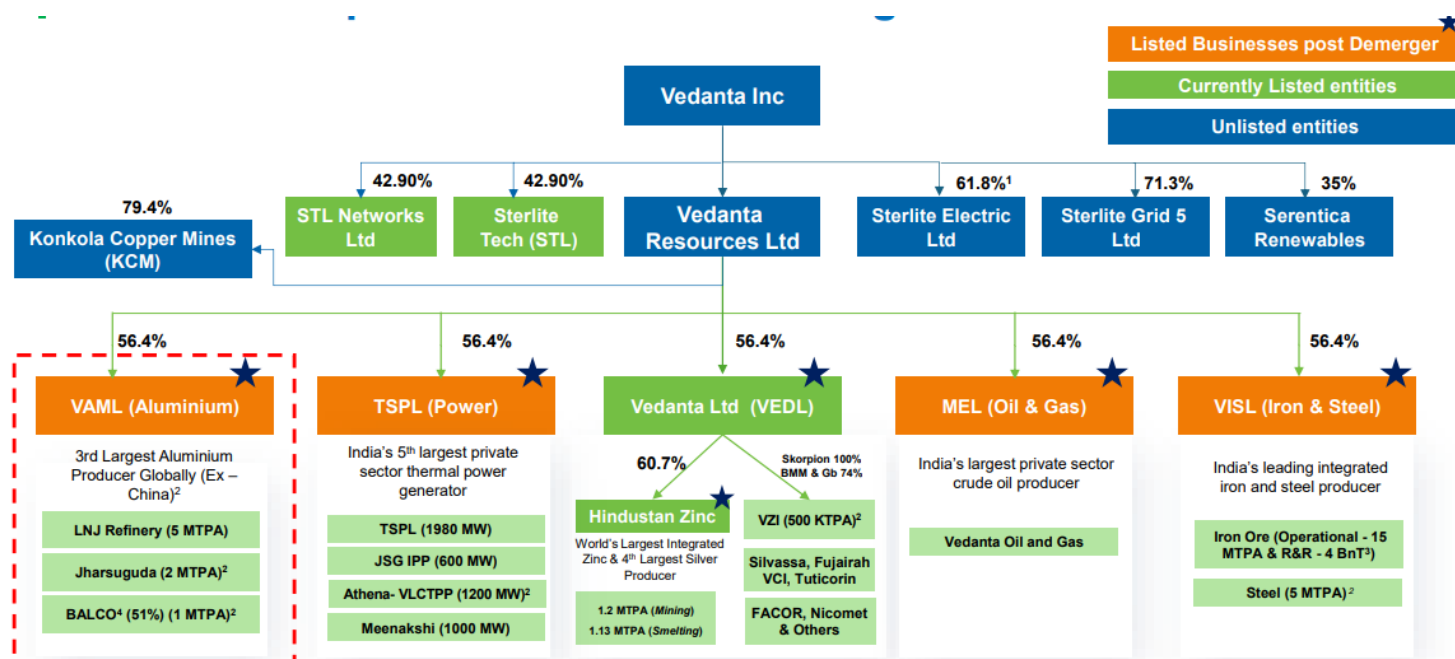 Listed Businesses post Demerger
Currently Listed entities
Unlisted entities
Vedanta Inc
42.90%
42.90%
61.8%¹
71.3%
35%
79.4%
STL Networks
Ltd
Sterlite
Tech (STL)
Vedanta
Resources Ltd
Sterlite Electric
Ltd
Sterlite Grid 5
Ltd
Serentica
Renewables
Konkola Copper Mines
(KCM)
56.4%
56.4%
56.4%
56.4%
56.4%
VAML (Aluminium)
TSPL (Power)
Vedanta Ltd (VEDL)
MEL (Oil & Gas)
VISL (Iron & Steel)
3rd Largest Aluminium
Producer Globally (Ex –
China)²
LNJ Refinery (5 MTPA)
Jharsuguda (2 MTPA)²
BALCO⁴ (51%) (1 MTPA)²
India's 5th largest private
sector thermal power
generator
TSPL (1980 MW)
JSG IPP (600 MW)
Athena- VLCTPP (1200 MW)²
Meenakshi (1000 MW)
60.7%
Skorpion 100%
BMM & Gb 74%
Hindustan Zinc
World's Largest Integrated
Zinc & 4th Largest Silver
Producer
1.2 MTPA (Mining)
1.13 MTPA (Smelting)
VZI (500 KTPA)²
Silvassa, Fujairah
VCI, Tuticorin
FACOR, Nicomet
& Others
India's largest private sector
crude oil producer
Vedanta Oil and Gas
India's leading integrated
iron and steel producer
Iron Ore (Operational - 15
MTPA & R&R - 4 BnT³)
Steel (5 MTPA) ²